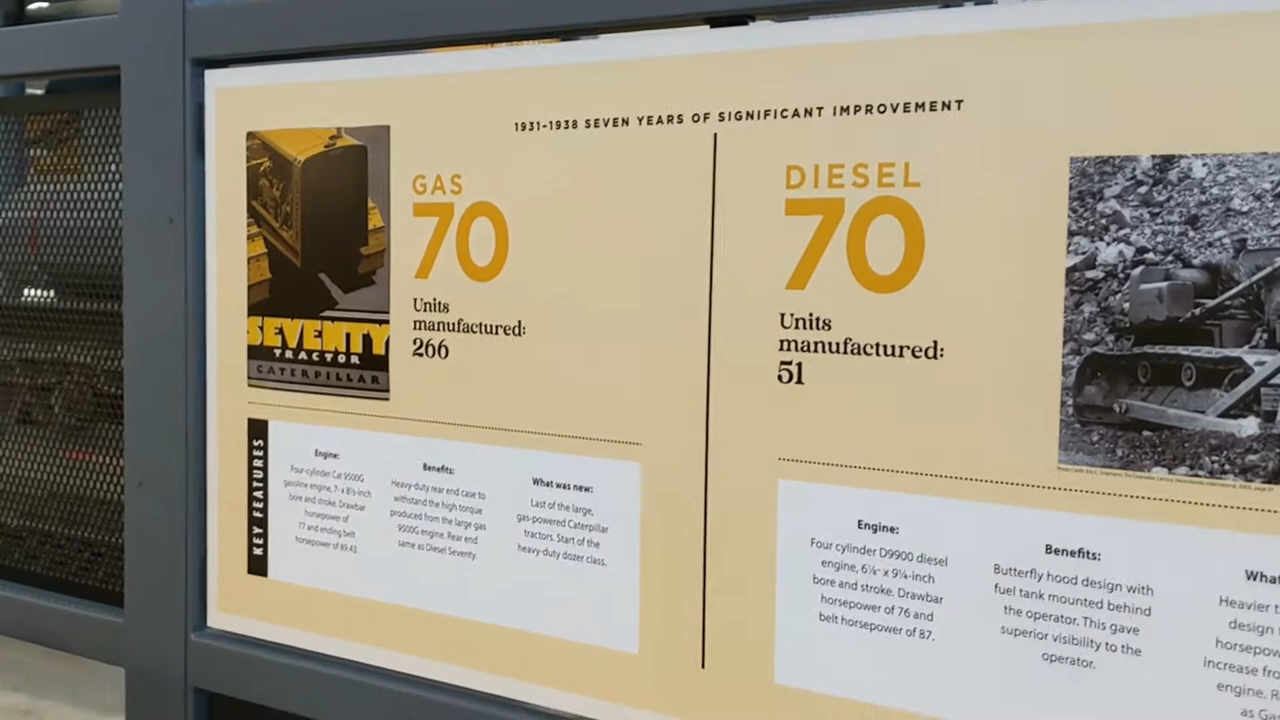 1931–1938 SEVEN YEARS OF SIGNIFICANT IMPROVEMENT
SEVENTY
TRACTOR
CATERPILLAR
GAS
70
Units
manufactured:
266
KEY FEATURES
Engine:
Four-cylinder Cat 9500G
gasoline engine, 7- x 8½-inch
bore and stroke. Drawbar
horsepower of
77 and ending belt
horsepower of 89.43.
Benefits:
Heavy-duty rear end case to
withstand the high torque
produced from the large gas
9500G engine. Rear end
same as Diesel Seventy.
What was new:
Last of the large,
gas-powered Caterpillar
tractors. Start of the
heavy-duty dozer class.
DIESEL
70
Units
manufactured:
51
Engine:
Four cylinder D9900 diesel
engine, 6⅛- x 9¼-inch
bore and stroke. Drawbar
horsepower of 76 and
belt horsepower of 87.
Benefits:
Butterfly hood design with
fuel tank mounted behind
the operator. This gave
superior visibility to the
operator.
What
Heavier
design
horsepow
increase fro
engine. R
as Ga